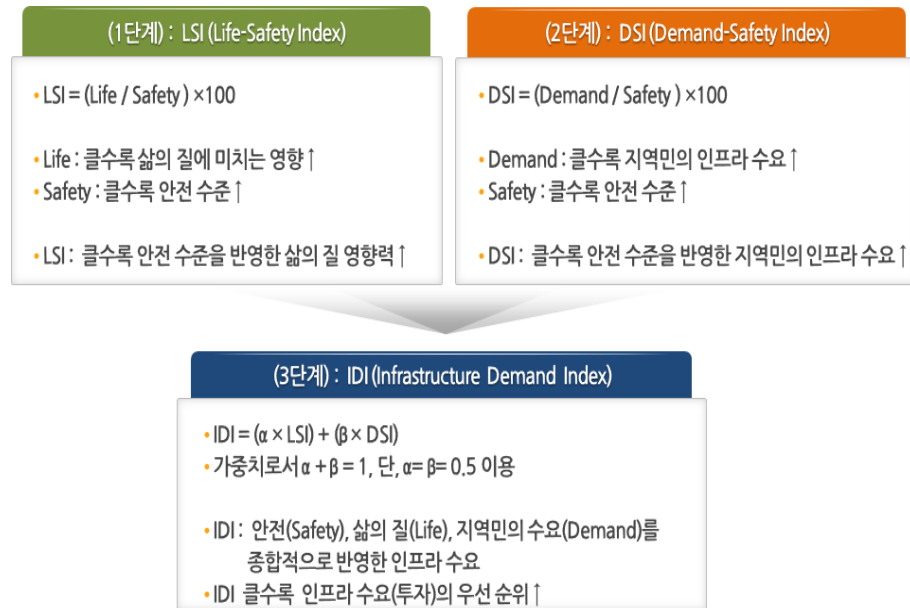 (1단계) : LSI (Life-Safety Index)
• LSI = (Life / Safety ) ×100
• Life : 클수록 삶의 질에 미치는 영향 ↑
• Safety : 클수록 안전 수준 ↑
• LSI : 클수록 안전 수준을 반영한 삶의 질 영향력 ↑
(2단계) : DSI (Demand-Safety Index)
• DSI = (Demand / Safety ) ×100
• Demand : 클수록 지역민의 인프라 수요 ↑
• Safety : 클수록 안전 수준 ↑
• DSI : 클수록 안전 수준을 반영한 지역민의 인프라 수요 ↑
(3단계) : IDI (Infrastructure Demand Index)
• IDI = (α × LSI) + (β × DSI)
• 가중치로서 α + β = 1, 단, α= β= 0.5 이용
• IDI : 안전(Safety), 삶의 질(Life), 지역민의 수요(Demand)를
종합적으로 반영한 인프라 수요
• IDI 클수록 인프라 수요(투자)의 우선 순위 ↑